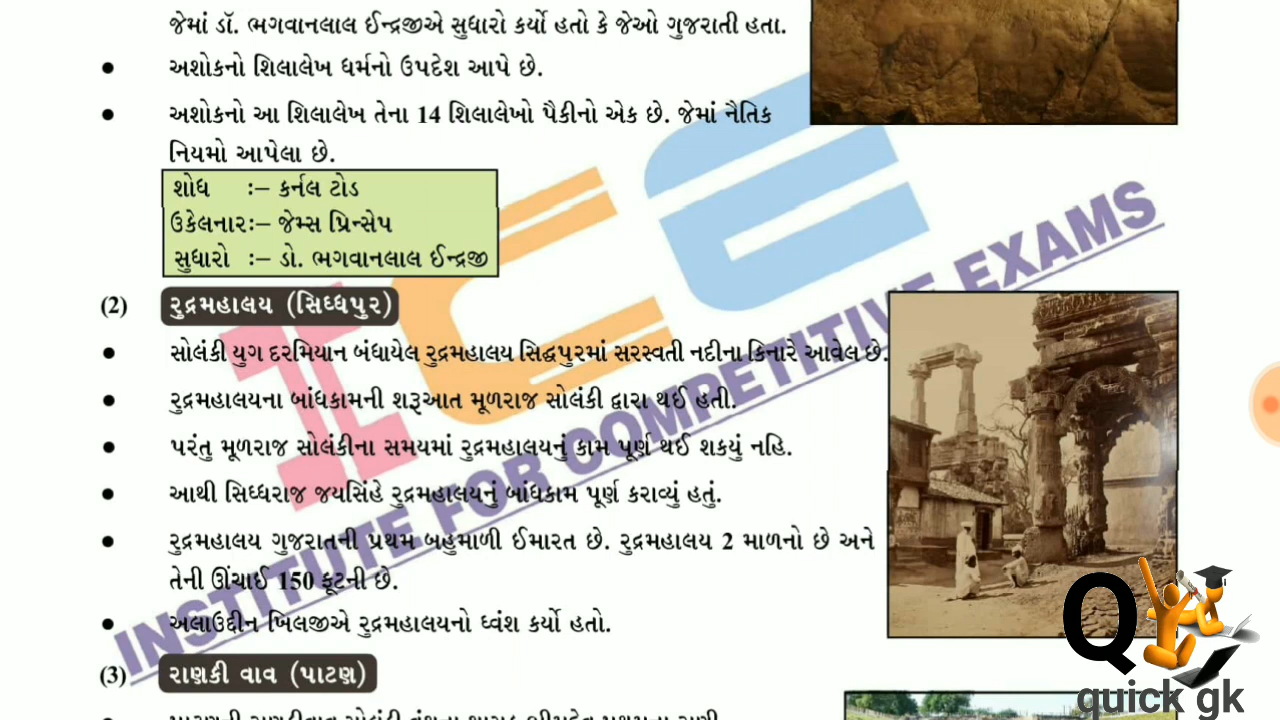 જેમાં ડૉ. ભગવાનલાલ ઈન્દ્રજીએ સુધારો કર્યો હતો કે જેઓ ગુજરાતી હતા.
● અશોકનો શિલાલેખ ધર્મનો ઉપદેશ આપે છે.
● અશોકનો આ શિલાલેખ તેના 14 શિલાલેખો પૈકીનો એક છે. જેમાં નૈતિક
નિયમો આપેલા છે.
શોધ :– કર્નલ ટોડ
ઉકેલનાર:– જેમ્સ પ્રિન્સેપ
સુધારો :– ડો. ભગવાનલાલ ઈન્દ્રજી
(2) રુદ્રમહાલય (સિધ્ધપુર)
● સોલંકી યુગ દરમિયાન બંધાયેલ રુદ્રમહાલય સિદ્ધપુરમાં સરસ્વતી નદીના કિનારે આવેલ છે.
● રુદ્રમહાલયના બાંધકામની શરૂઆત મૂળરાજ સોલંકી દ્વારા થઈ હતી.
● પરંતુ મૂળરાજ સોલંકીના સમયમાં રુદ્રમહાલયનું કામ પૂર્ણ થઈ શકયું નહિ.
● આથી સિધ્ધરાજ જયસિંહે રુદ્રમહાલયનું બાંધકામ પૂર્ણ કરાવ્યું હતું.
● રુદ્રમહાલય ગુજરાતની પ્રથમ બહુમાળી ઈમારત છે. રુદ્રમહાલય 2 માળનો છે અને
તેની ઊંચાઈ 150 ફૂટની છે.
● અલાઉદ્દીન ખિલજીએ રુદ્રમહાલયનો ધ્વંશ કર્યો હતો.
(3) રાણકી વાવ (પાટણ)
ICE
INSTITUTE FOR COMPETITIVE EXAMS
Q
quick gk